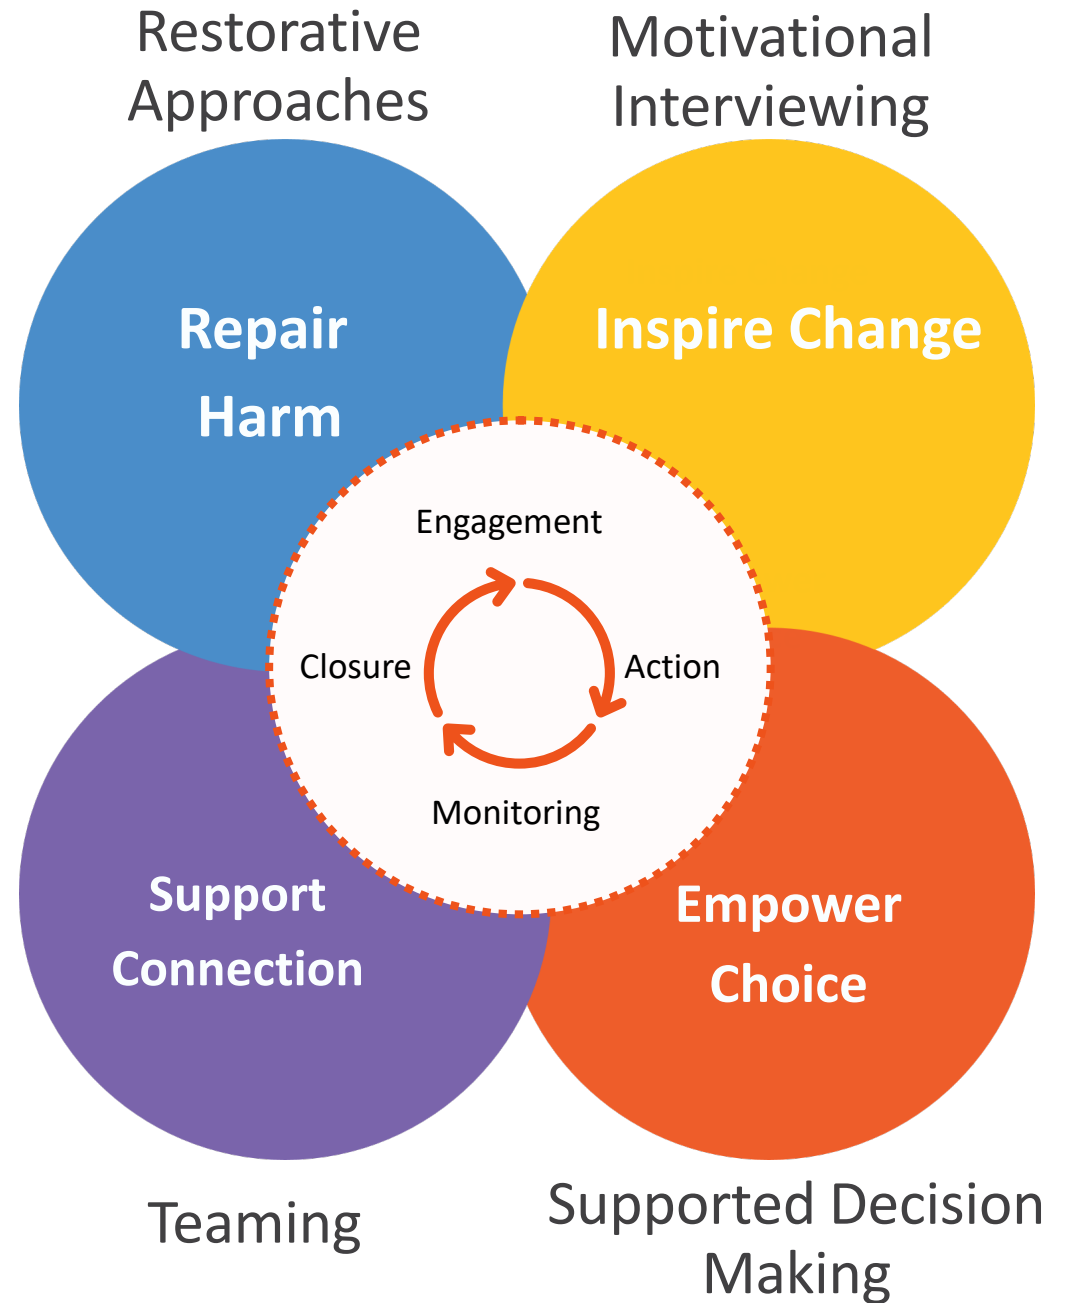 Restorative
Approaches
Motivational
Interviewing
Repair
Harm
Inspire Change
Engagement
Closure
Action
Monitoring
Support
Connection
Empower
Choice
Teaming
Supported Decision
Making